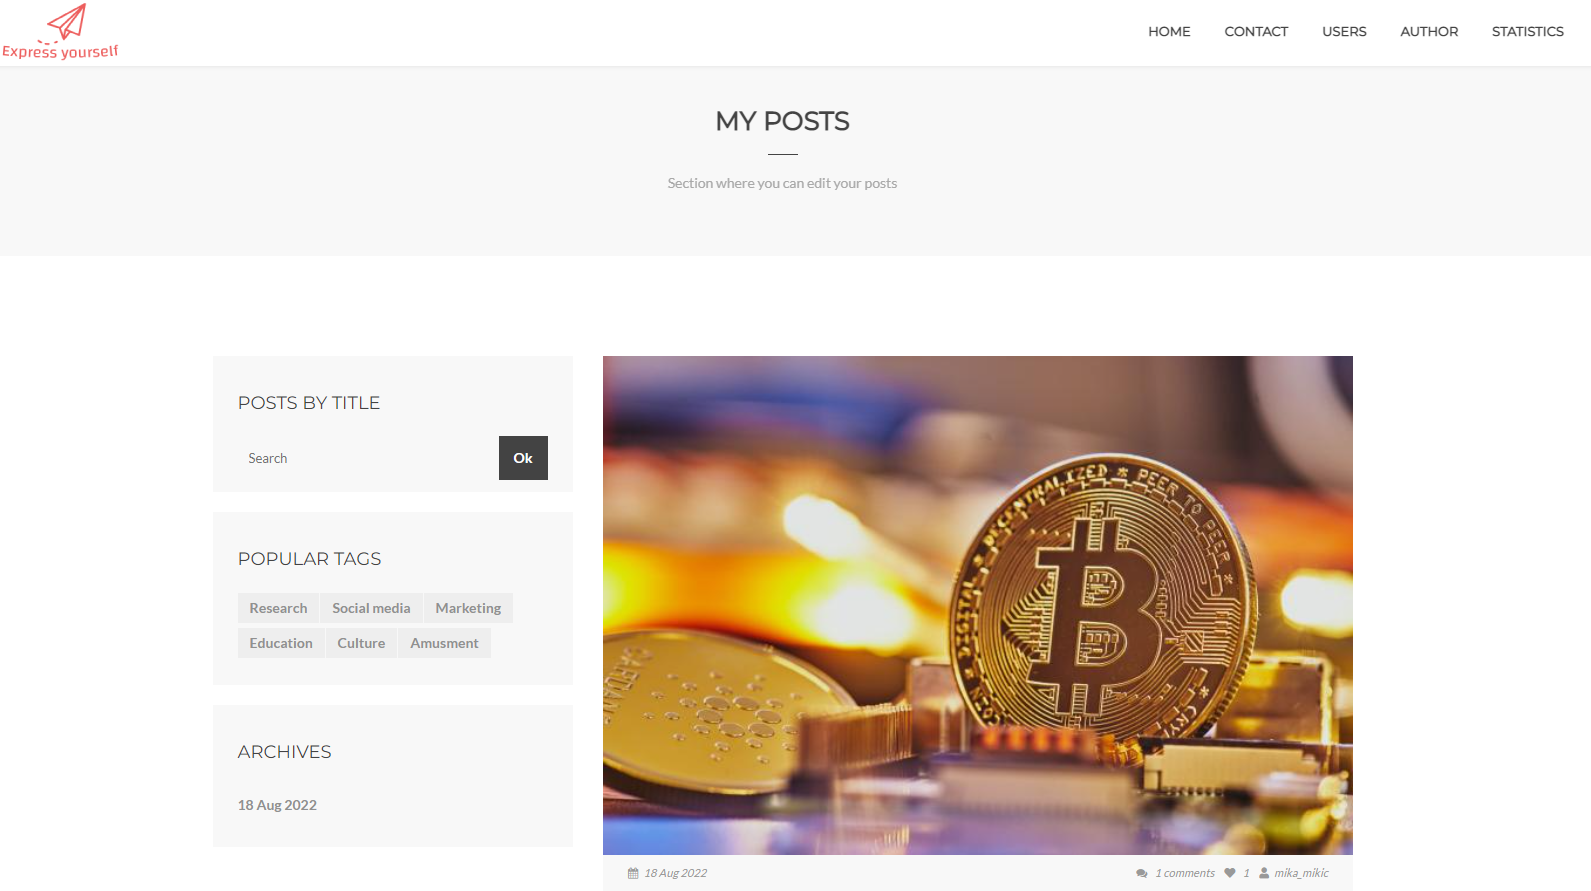 Express yourself
HOME CONTACT USERS AUTHOR STATISTICS
MY POSTS
Section where you can edit your posts
POSTS BY TITLE
Search Ok
POPULAR TAGS
Research Social media Marketing
Education Culture Amusment
ARCHIVES
18 Aug 2022
DECENTRALIZED * PEER TO PEER
DIGITAL
CARDANO
18 Aug 2022 1 comments 1 mika_mikic